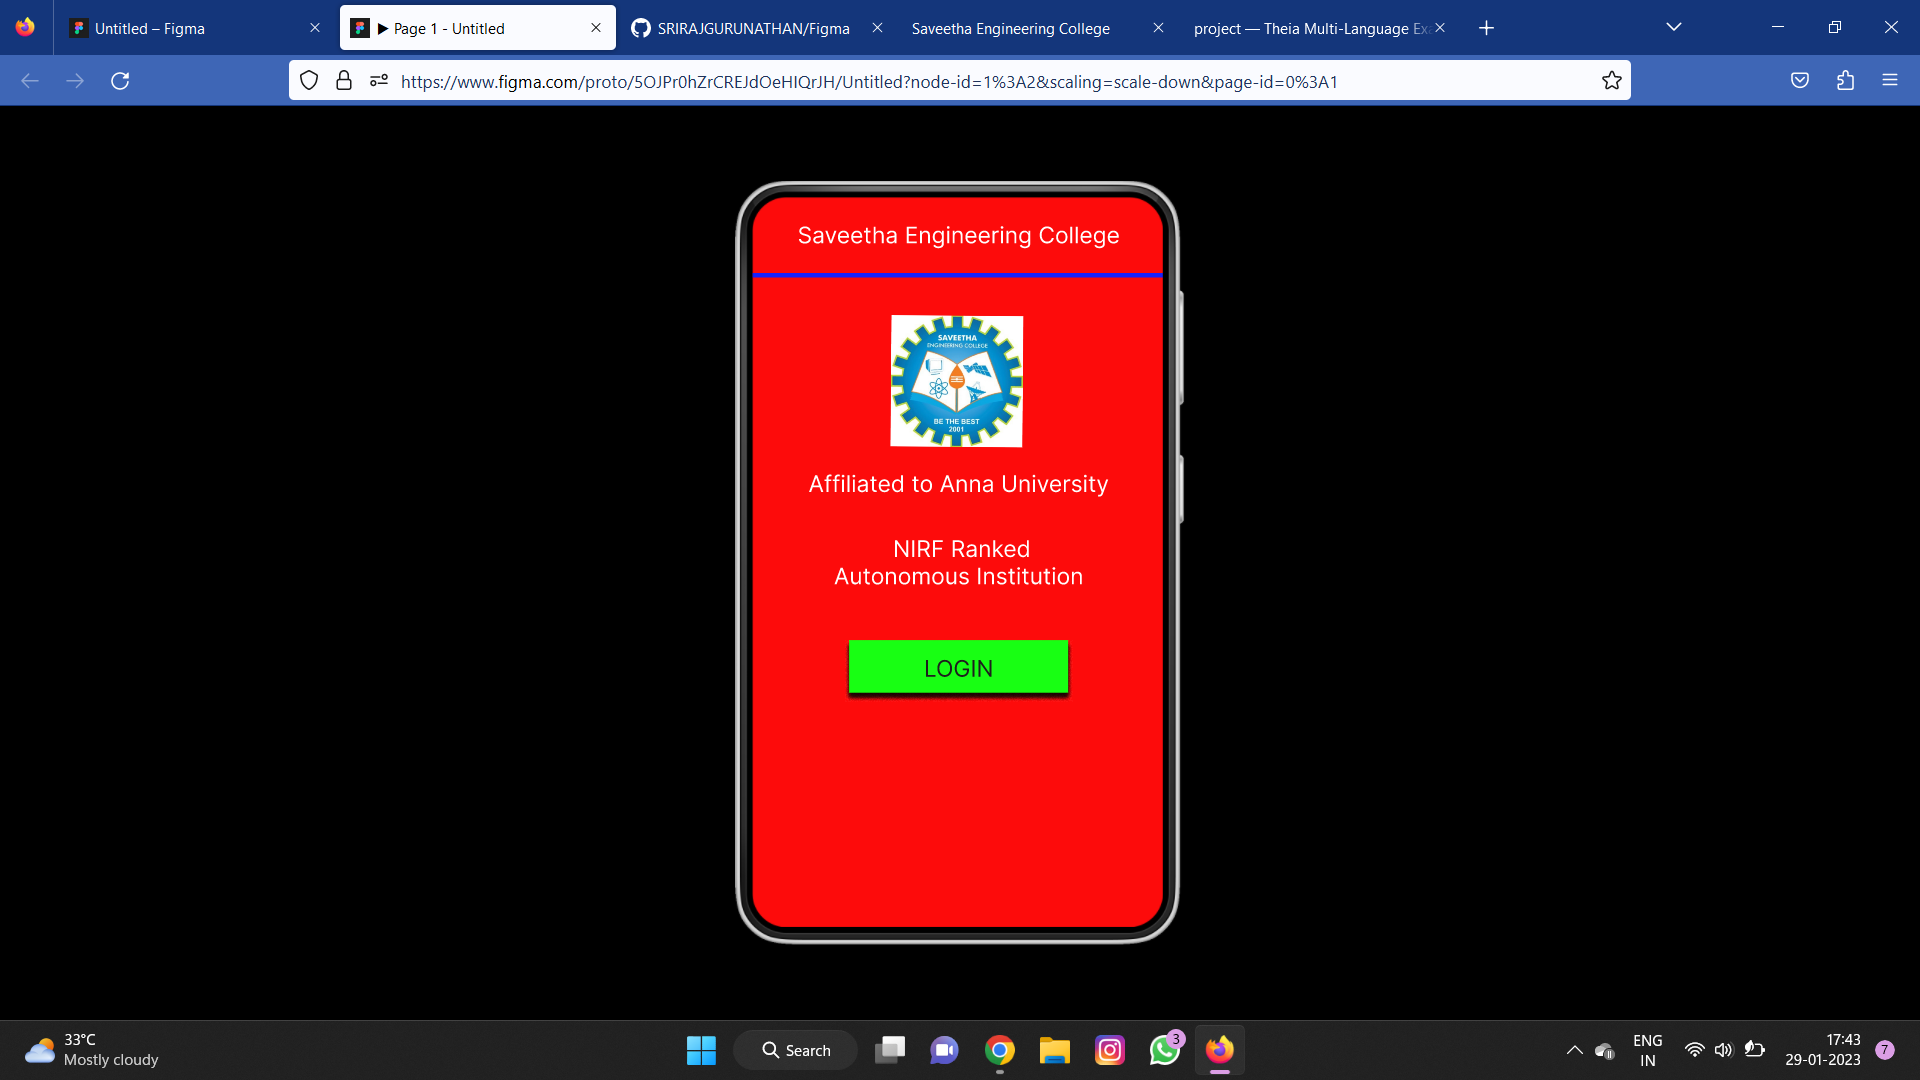 Untitled – Figma
Page 1 - Untitled
SRIRAJGURUNATHAN/Figma
Saveetha Engineering College
project — Theia Multi-Language Exa
https://www.figma.com/proto/5OJPr0hZrCREJdOeHIQrJH/Untitled?node-id=1%3A2&scaling=scale-down&page-id=0%3A1
Saveetha Engineering College
SAVEETHA
ENGINEERING COLLEGE
BE THE BEST
2001
Affiliated to Anna University
NIRF Ranked
Autonomous Institution
LOGIN
33°C
Mostly cloudy
Search
3
ENG
IN
17:43
29-01-2023
7